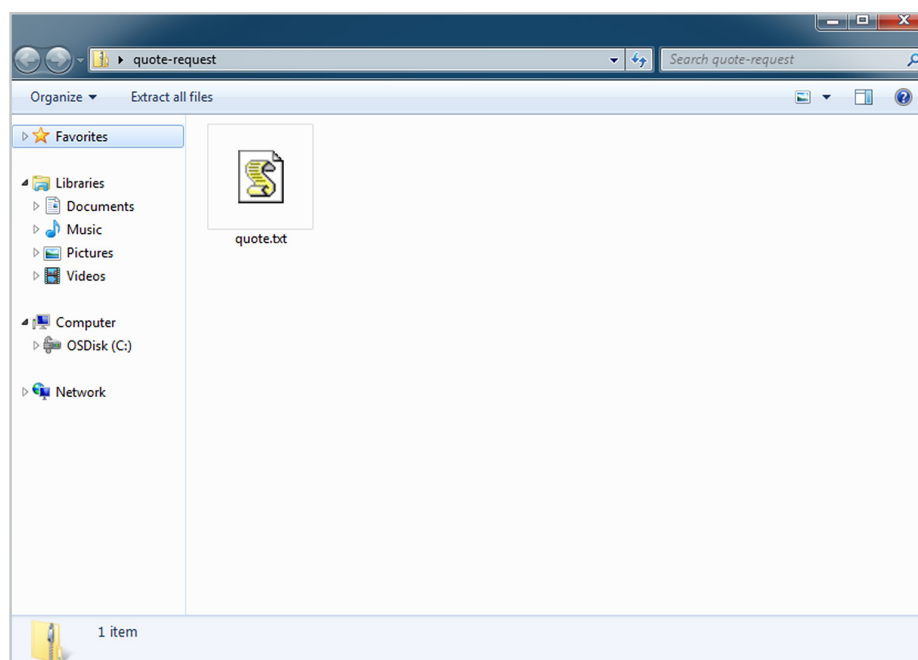 quote-request
Search quote-request
Organize
Extract all files
Favorites
Libraries
Documents
Music
Pictures
Videos
Computer
OSDisk (C:)
Network
quote.txt
1 item